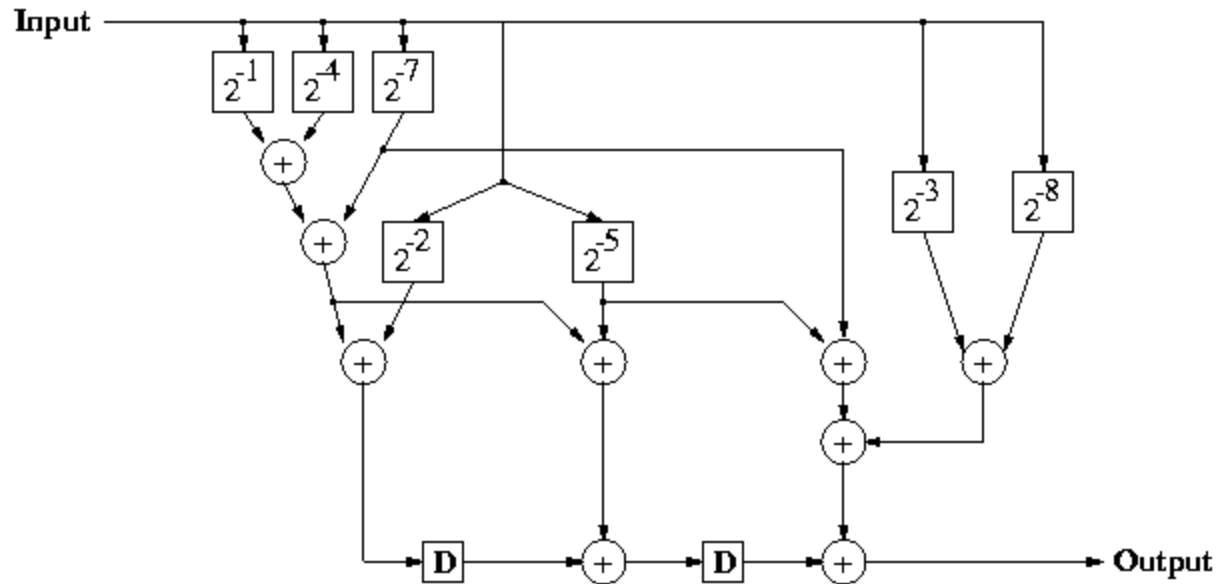 Input
2^-1 2^-4 2^-7
+
2^-3 2^-8
+ 2^-2 2^-5
+ + + +
+
D + D + Output